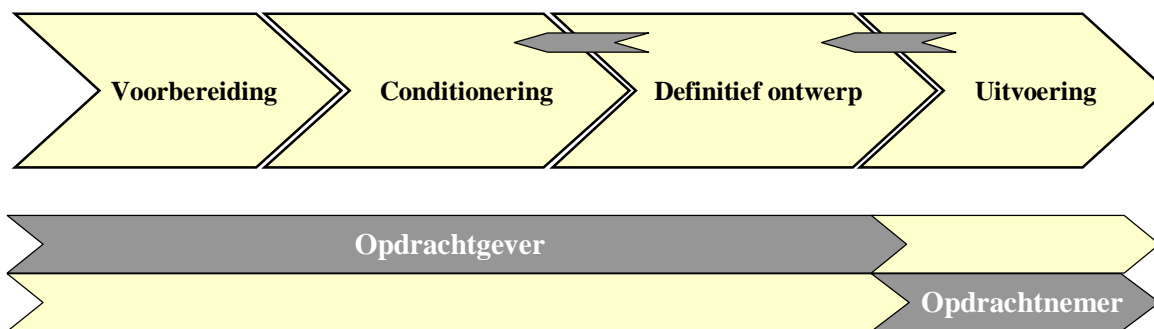 Voorbereiding
Conditionering
Definitief ontwerp
Uitvoering
Opdrachtgever
Opdrachtnemer